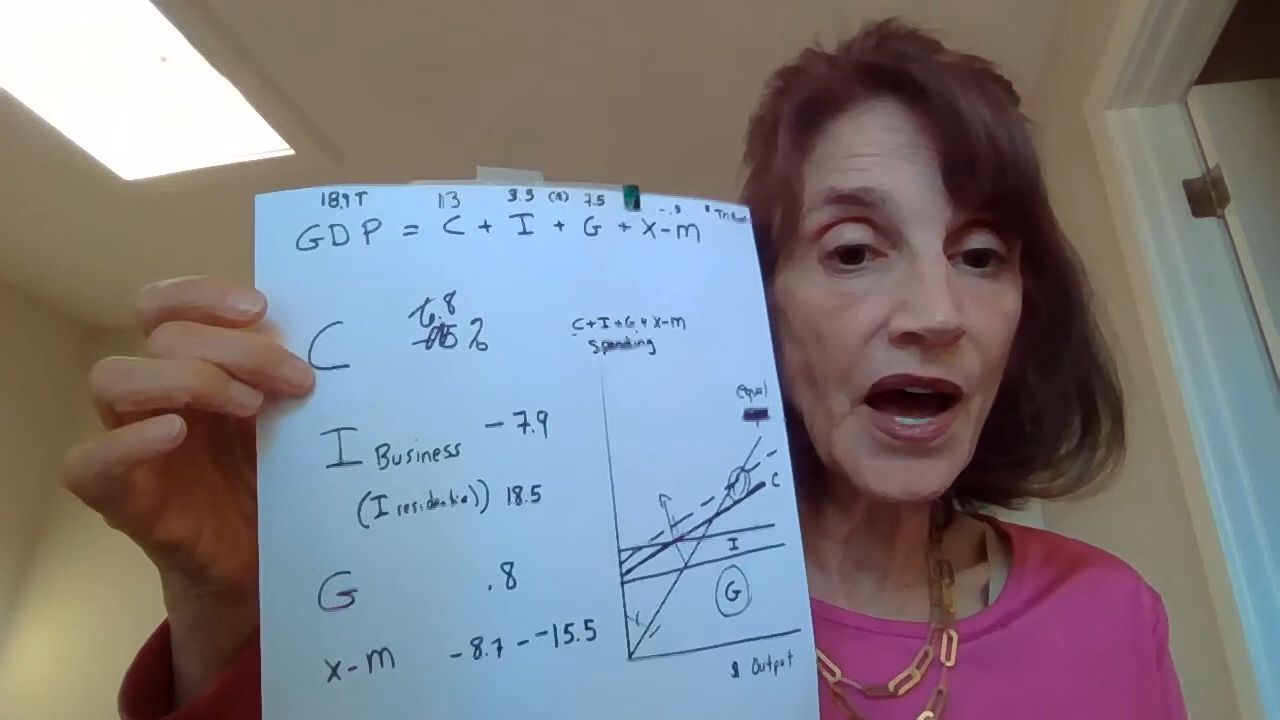 18.9T 13 3.5 (8) 7.5 -.5
GDP = C + I + G + X-M
C 6.8 %
C+I+G+X-M
spending
equal
I Business -7.9
(I residential) 18.5
C
I
G
G .8
X-M -8.7 - -15.5
$ Output